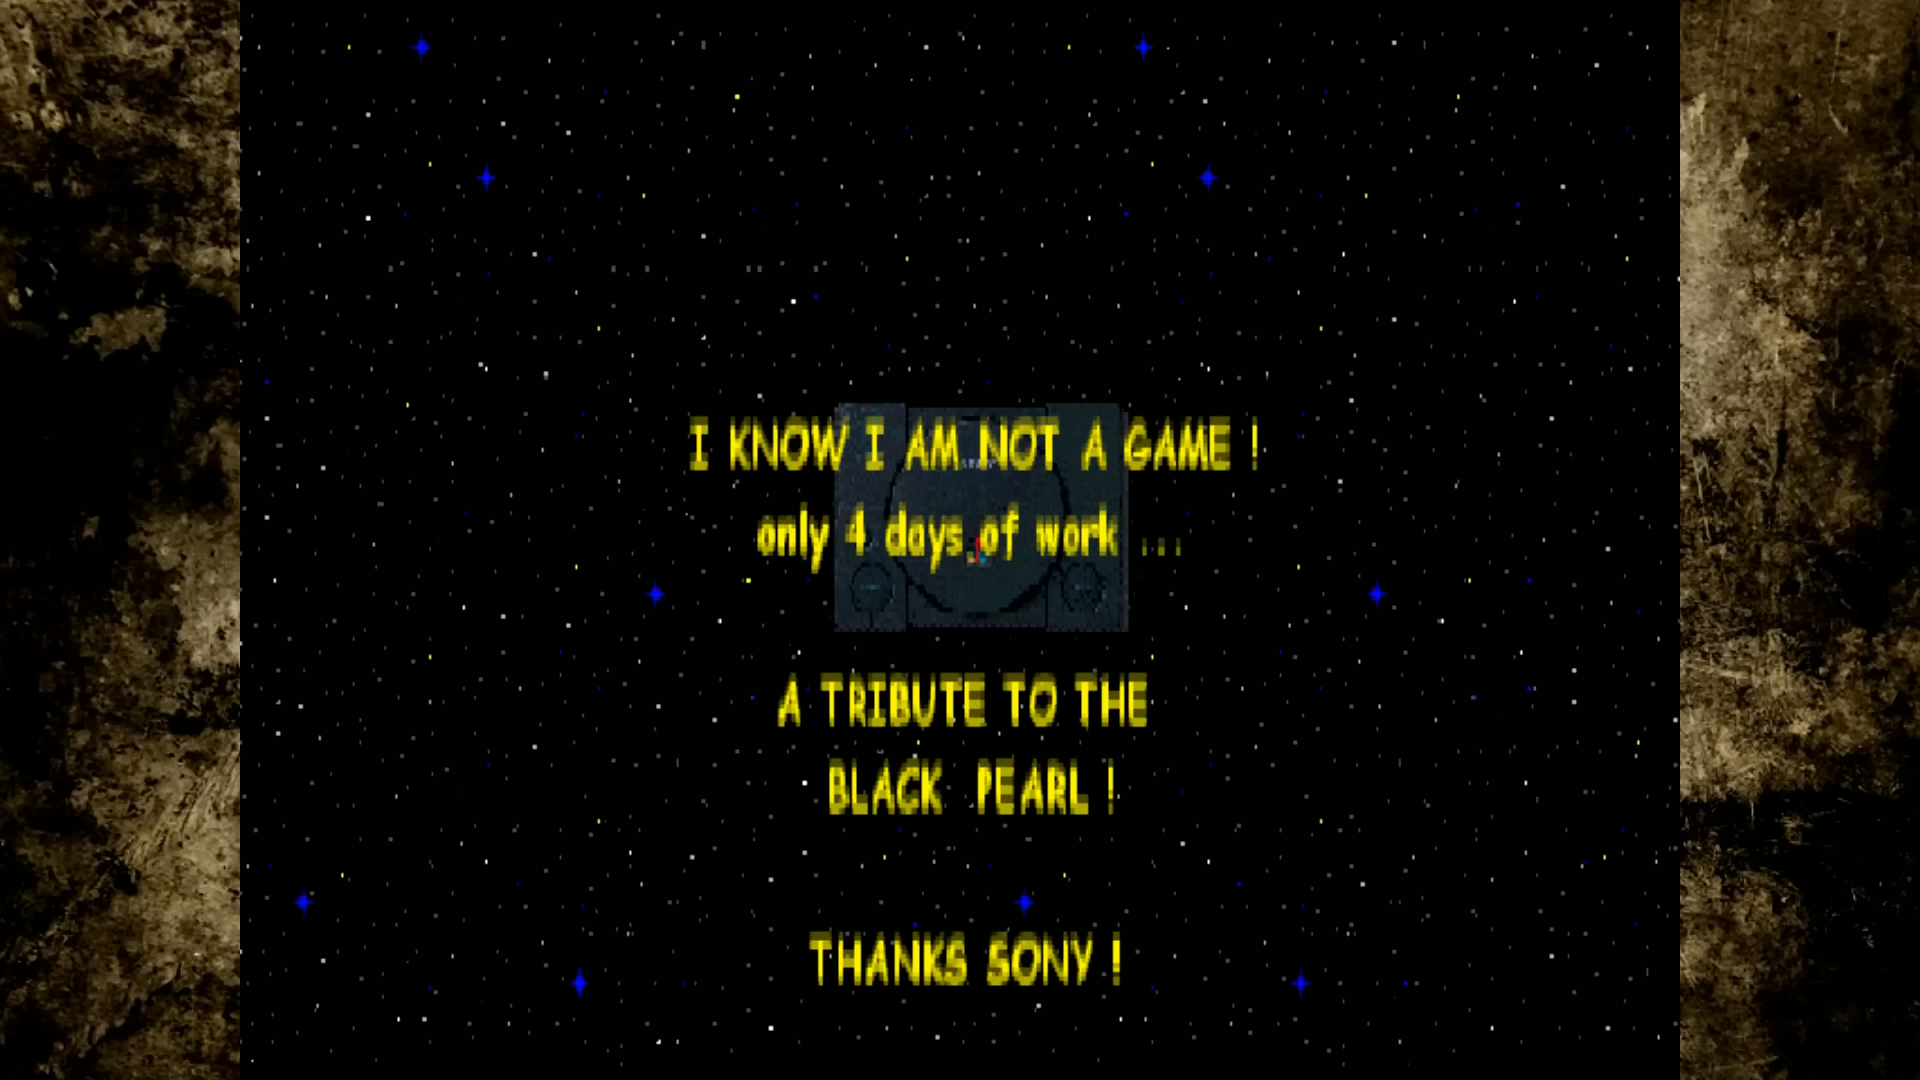 I KNOW I AM NOT A GAME !
only 4 days of work ...
A TRIBUTE TO THE
BLACK PEARL !
THANKS SONY !